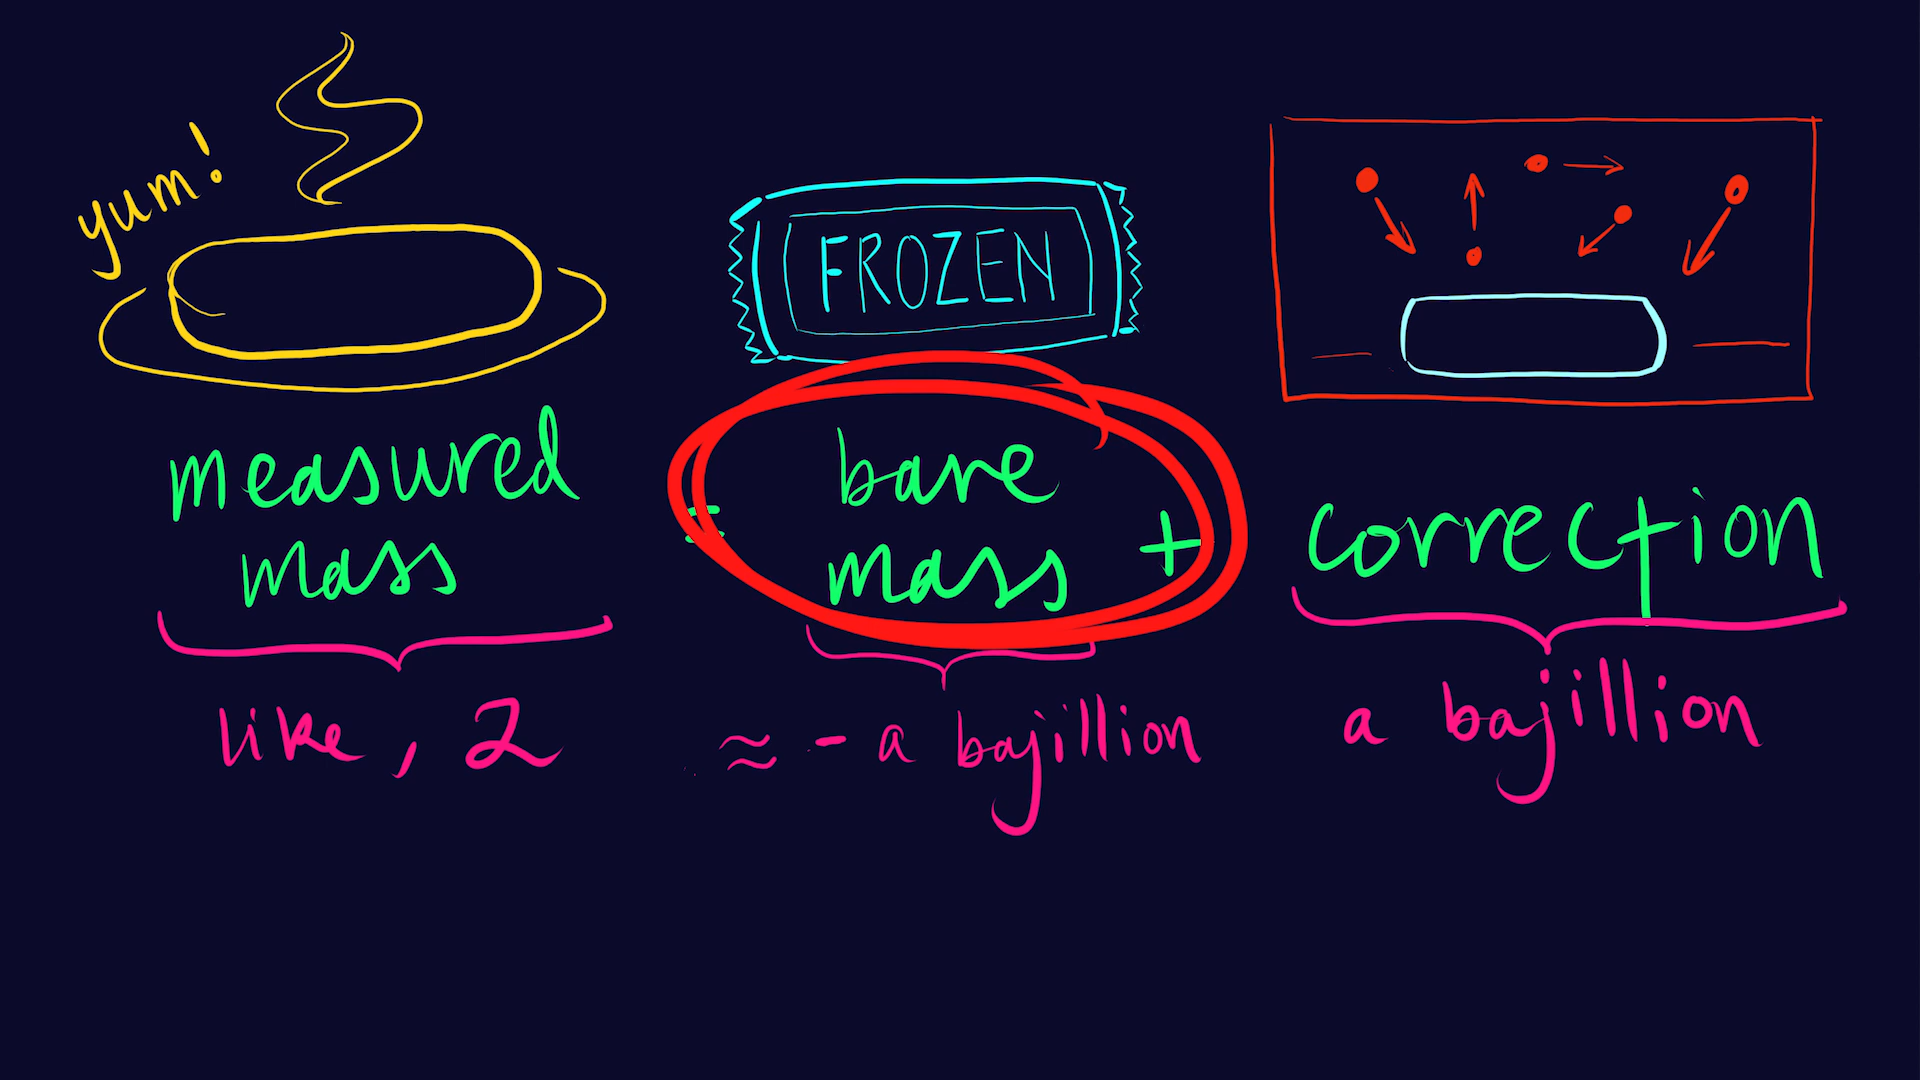 yum!
FROZEN
measured
mass
=
bare
mass
+
correction
like, 2
≈ - a bajillion
a bajillion